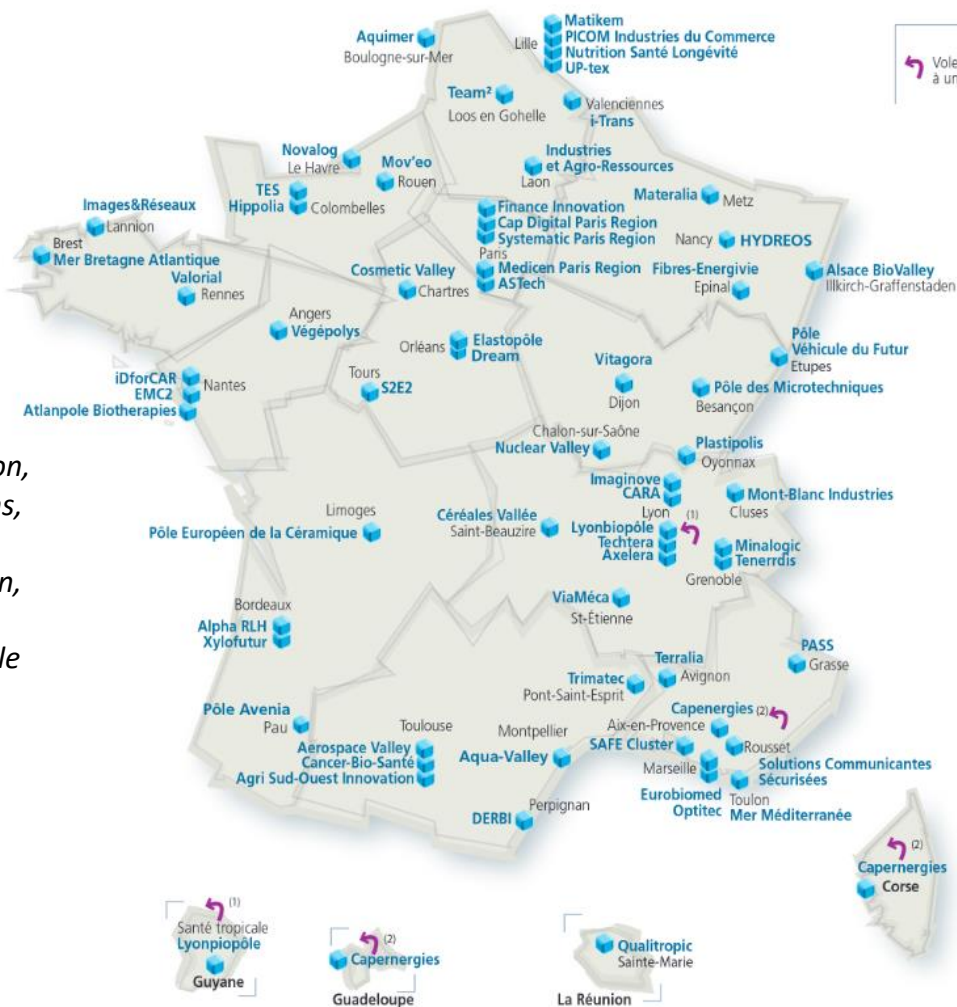 Matikem
PICOM Industries du Commerce
Nutrition Santé Longévité
UP-tex
Lille
Aquimer
Boulogne-sur-Mer
Team²
Loos en Gohelle
Valenciennes
i-Trans
Novalog
Le Havre
Mov'eo
Rouen
Industries
et Agro-Ressources
Laon
TES
Hippolia
Colombelles
Materalia
Metz
Images&Réseaux
Lannion
Finance Innovation
Cap Digital Paris Region
Systematic Paris Region
Paris
Medicen Paris Region
ASTech
Nancy
HYDREOS
Brest
Mer Bretagne Atlantique
Valorial
Rennes
Cosmetic Valley
Chartres
Fibres-Energivie
Epinal
Alsace BioValley
Illkirch-Graffenstaden
Angers
Végépolys
Orléans
Elastopôle
Dream
Pôle
Véhicule du Futur
Etupes
Vitagora
Dijon
iDforCAR
EMC2
Atlanpole Biotherapies
Nantes
Tours
S2E2
Pôle des Microtechniques
Besançon
Chalon-sur-Saône
Nuclear Valley
Plastipolis
Oyonnax
Imaginove
CARA
Lyon
(1)
Lyonbiopôle
Techtera
Axelera
Mont-Blanc Industries
Cluses
Limoges
Pôle Européen de la Céramique
Céréales Vallée
Saint-Beauzire
Minalogic
Tenerrdis
Grenoble
ViaMéca
St-Étienne
Bordeaux
Alpha RLH
Xylofutur
PASS
Grasse
Terralia
Avignon
Trimatec
Pont-Saint-Esprit
Pôle Avenia
Pau
Toulouse
Aerospace Valley
Cancer-Bio-Santé
Agri Sud-Ouest Innovation
Montpellier
Aqua-Valley
Capenergies (2)
Aix-en-Provence
SAFE Cluster
Rousset
Solutions Communicantes
Sécurisées
Marseille
Eurobiomed
Optitec
Toulon
Mer Méditerranée
DERBI
Perpignan
(2)
Capernergies
Corse
(1)
Santé tropicale
Lyonpiopôle
Guyane
(2)
Capernergies
Guadeloupe
Qualitropic
Sainte-Marie
La Réunion